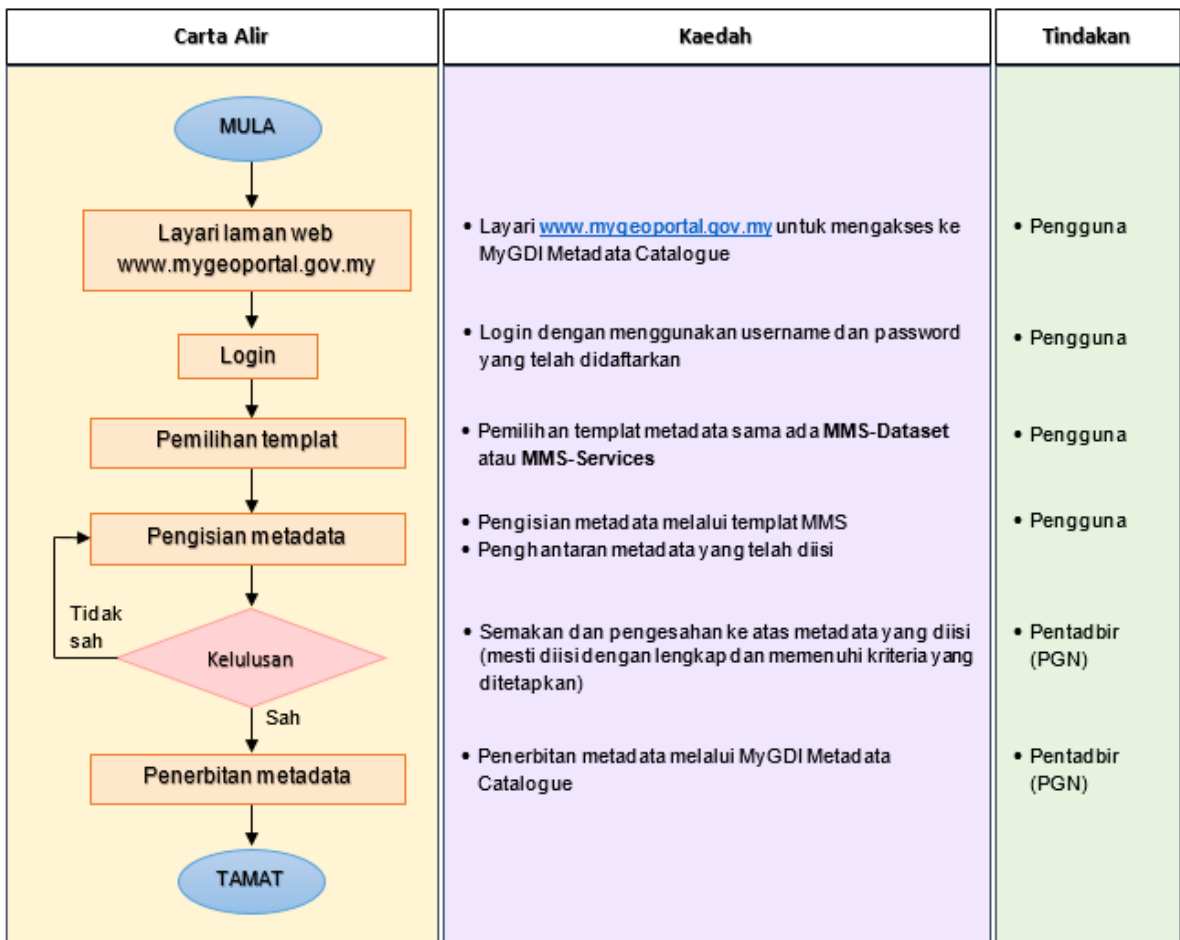 Carta Alir
Kaedah
Tindakan
MULA
Layari laman web
www.mygeoportal.gov.my
• Layari www.mygeoportal.gov.my untuk mengakses ke
MyGDI Metadata Catalogue
• Pengguna
Login
• Login dengan menggunakan username dan password
yang telah didaftarkan
• Pengguna
Pemilihan templat
• Pemilihan templat metadata sama ada MMS-Dataset
atau MMS-Services
• Pengguna
Pengisian metadata
• Pengisian metadata melalui templat MMS
• Penghantaran metadata yang telah diisi
• Pengguna
Tidak
sah
Kelulusan
• Semakan dan pengesahan ke atas metadata yang diisi
(mesti diisi dengan lengkap dan memenuhi kriteria yang
ditetapkan)
• Pentadbir
(PGN)
Sah
Penerbitan metadata
• Penerbitan metadata melalui MyGDI Metadata
Catalogue
• Pentadbir
(PGN)
TAMAT